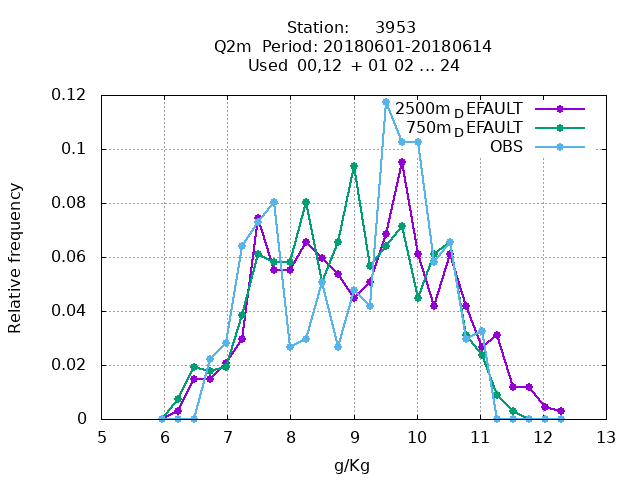 Station: 3953
Q2m Period: 20180601-20180614
Used 00,12 + 01 02 ... 24
0.12
0.1
0.08
0.06
0.04
0.02
0
Relative frequency
2500m_DEFAULT
750m_DEFAULT
OBS
5 6 7 8 9 10 11 12 13
g/Kg